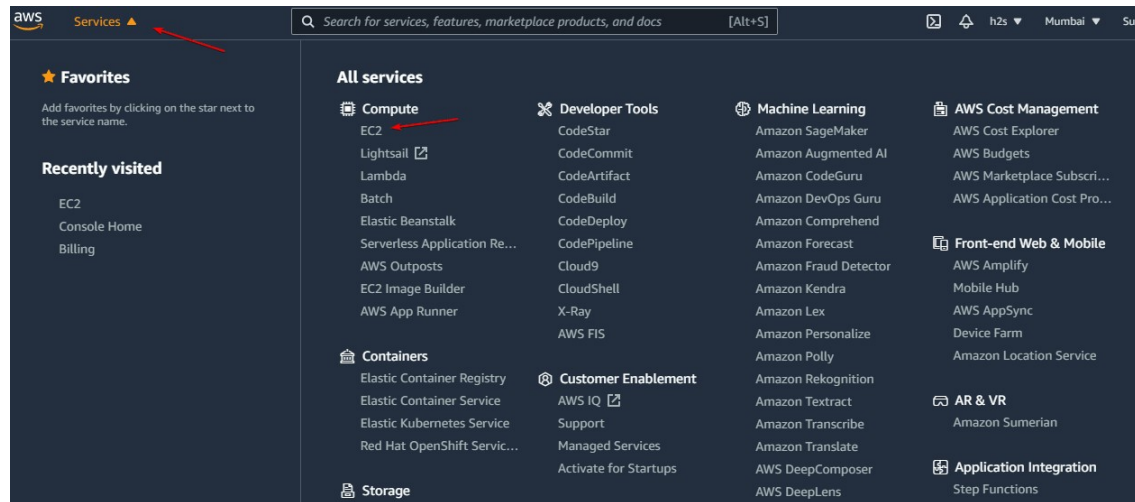 aws
Services ▲
Search for services, features, marketplace products, and docs
[Alt+S]
h2s ▼
Mumbai ▼
Su
Favorites
Add favorites by clicking on the star next to
the service name.
Recently visited
EC2
Console Home
Billing
All services
Compute
EC2
Lightsail
Lambda
Batch
Elastic Beanstalk
Serverless Application Re...
AWS Outposts
EC2 Image Builder
AWS App Runner
Containers
Elastic Container Registry
Elastic Container Service
Elastic Kubernetes Service
Red Hat OpenShift Servic...
Storage
Developer Tools
CodeStar
CodeCommit
CodeArtifact
CodeBuild
CodeDeploy
CodePipeline
Cloud9
CloudShell
X-Ray
AWS FIS
Customer Enablement
AWS IQ
Support
Managed Services
Activate for Startups
Machine Learning
Amazon SageMaker
Amazon Augmented AI
Amazon CodeGuru
Amazon DevOps Guru
Amazon Comprehend
Amazon Forecast
Amazon Fraud Detector
Amazon Kendra
Amazon Lex
Amazon Personalize
Amazon Polly
Amazon Rekognition
Amazon Textract
Amazon Transcribe
Amazon Translate
AWS DeepComposer
AWS DeepLens
AWS Cost Management
AWS Cost Explorer
AWS Budgets
AWS Marketplace Subscri...
AWS Application Cost Pro...
Front-end Web & Mobile
AWS Amplify
Mobile Hub
AWS AppSync
Device Farm
Amazon Location Service
AR & VR
Amazon Sumerian
Application Integration
Step Functions